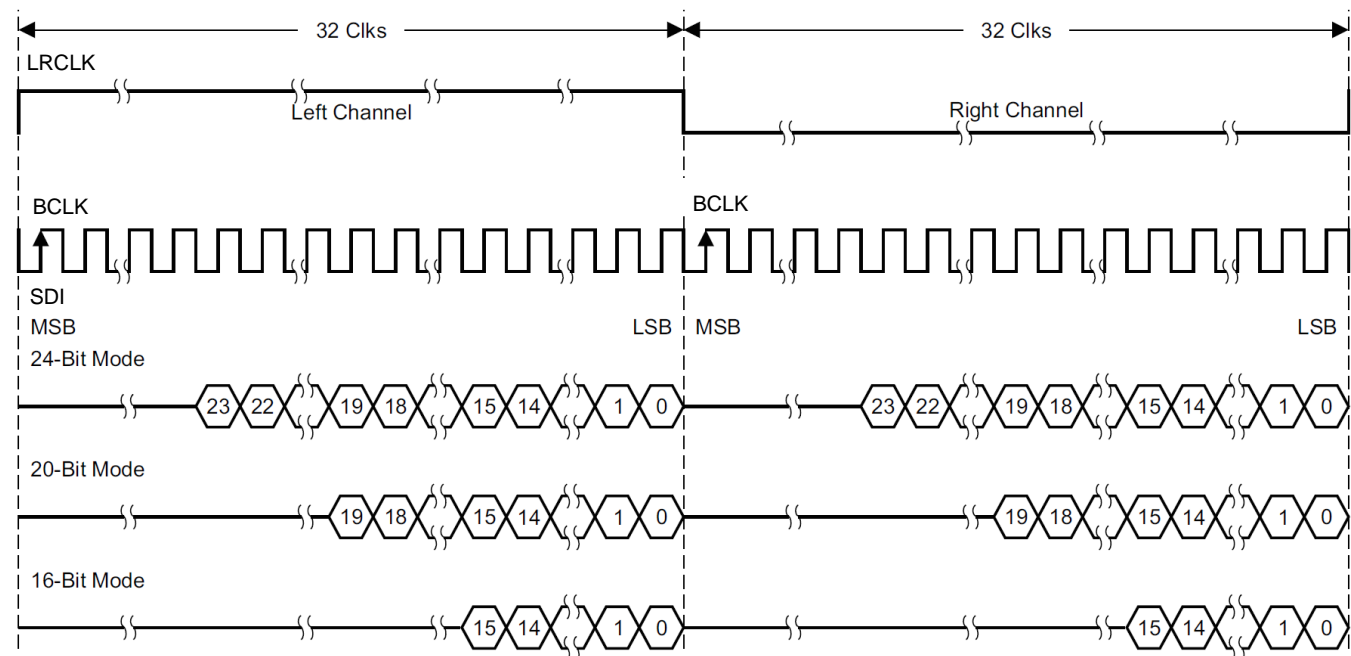 32 Clks 32 Clks
LRCLK
Left Channel Right Channel
BCLK BCLK
SDI
MSB LSB MSB LSB
24-Bit Mode
23 22 19 18 15 14 1 0 23 22 19 18 15 14 1 0
20-Bit Mode
19 18 15 14 1 0 19 18 15 14 1 0
16-Bit Mode
15 14 1 0 15 14 1 0